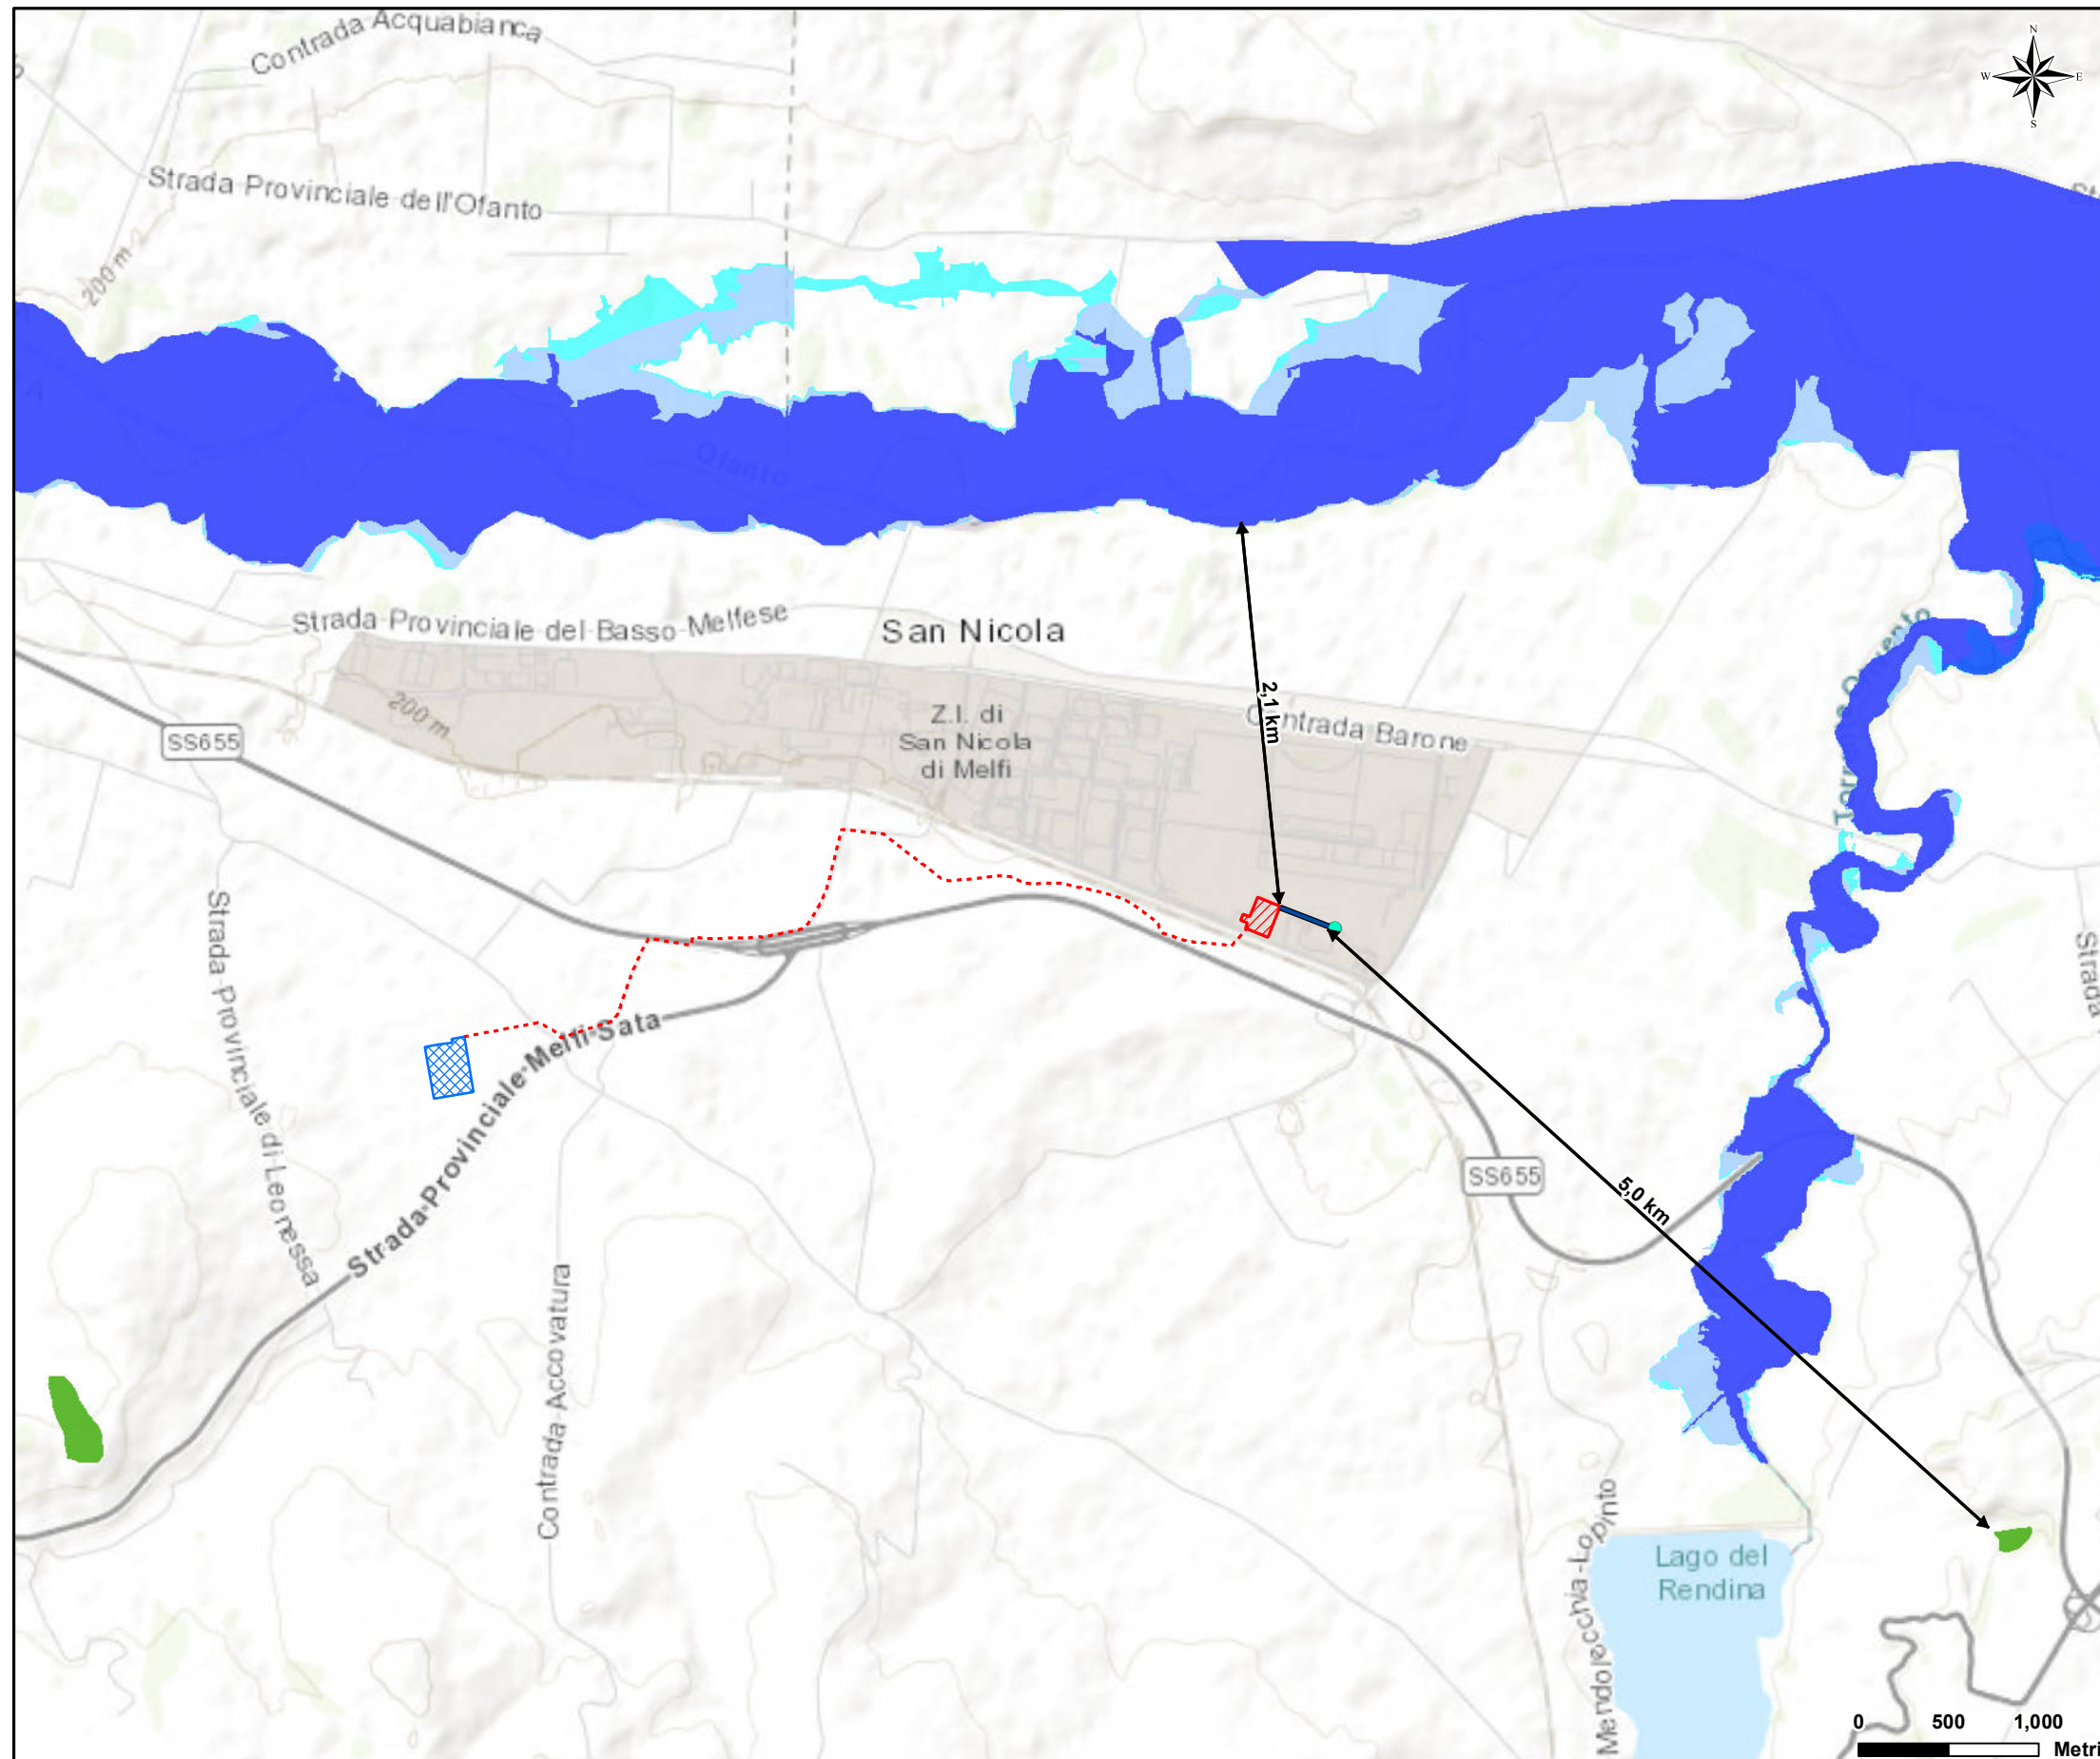 Contrada Acquabianca
N
W E
S
Strada Provinciale dell'Ofanto
200 m
Ofanto
Strada Provinciale del Basso Melfese
San Nicola
200 m
Z.I. di
San Nicola
di Melfi
2,1 km
Contrada Barone
SS655
Strada Provinciale di Leonessa
Strada Provinciale Melfi-Sata
SS655
5,0 km
Strada
Contrada Accovatura
Lago del
Rendina
0 500 1,000
Metri